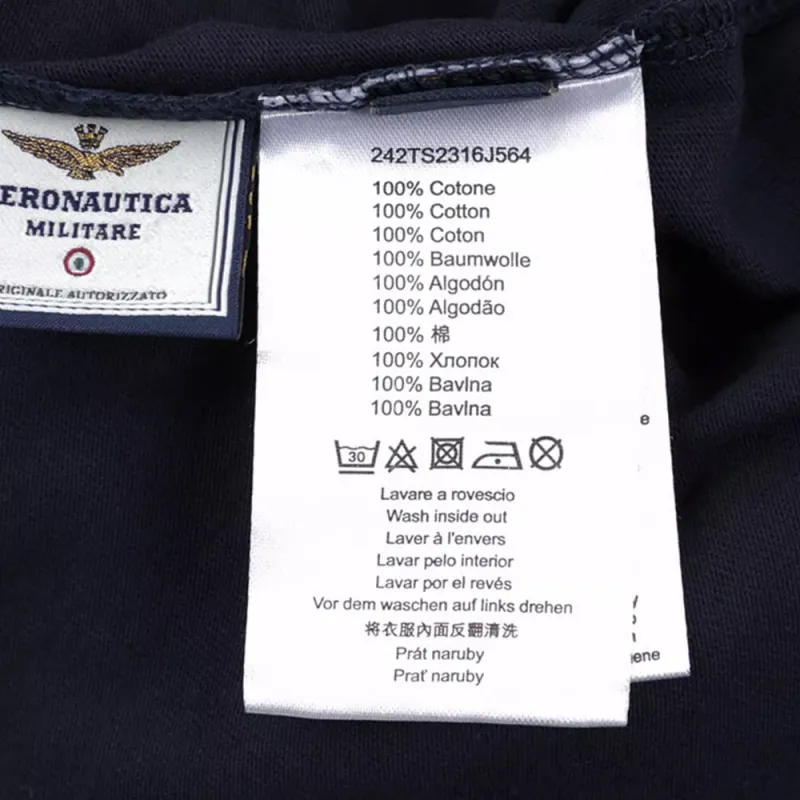 ERONAUTICA
MILITARE
RIGINALE AUTORIZZATO
242TS2316J564
100% Cotone
100% Cotton
100% Coton
100% Baumwolle
100% Algodón
100% Algodão
100% 棉
100% Хлопок
100% Bavlna
100% Bavlna
30
Lavare a rovescio
Wash inside out
Laver à l'envers
Lavar pelo interior
Lavar por el revés
Vor dem waschen auf links drehen
将衣服內面反翻清洗
Prát naruby
Prať naruby
e
ene